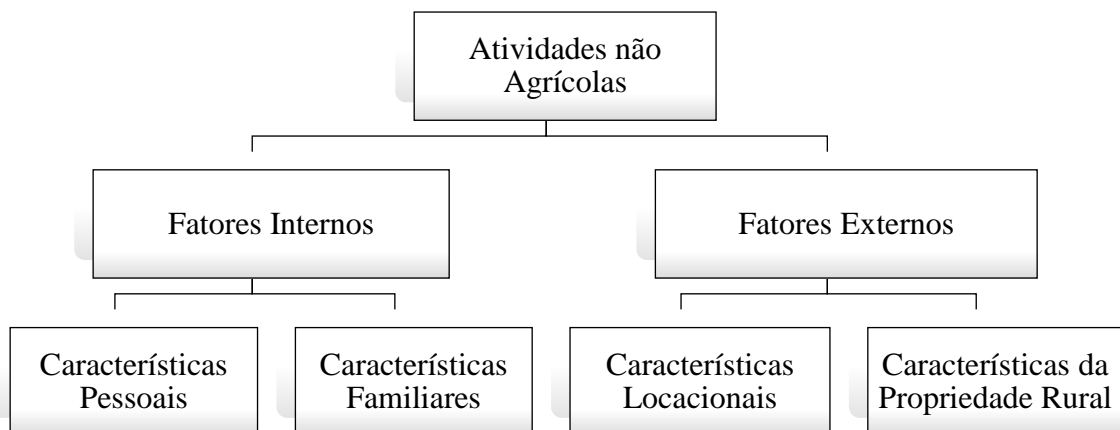 Atividades não
Agrícolas
Fatores Internos
Fatores Externos
Características
Pessoais
Características
Familiares
Características
Locacionais
Características da
Propriedade Rural